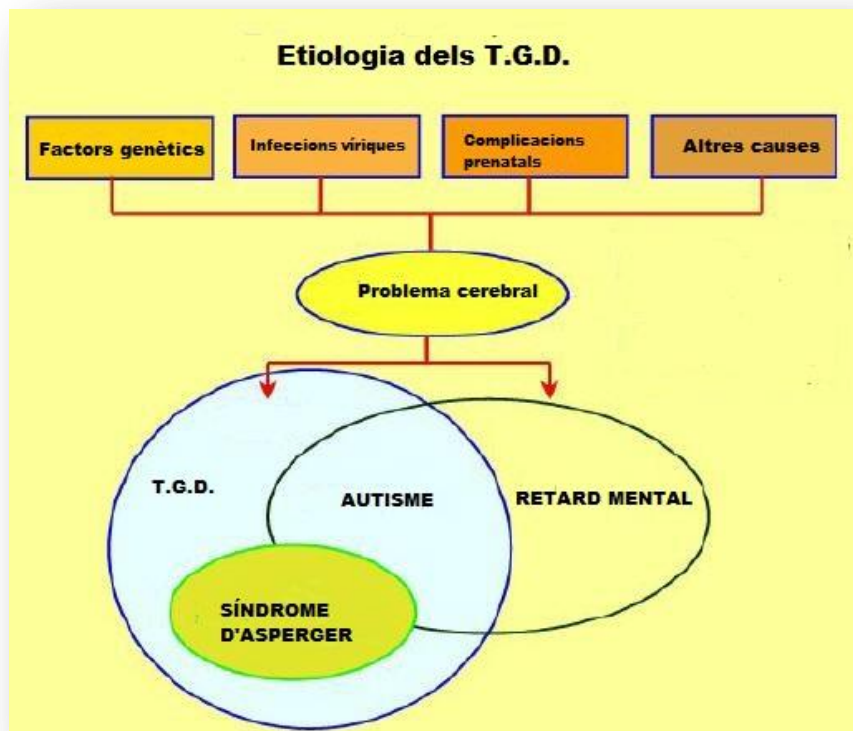 Etiologia dels T.G.D.
Factors genètics
Infeccions víriques
Complicacions
prenatals
Altres causes
Problema cerebral
T.G.D.
AUTISME
RETARD MENTAL
SÍNDROME
D'ASPERGER